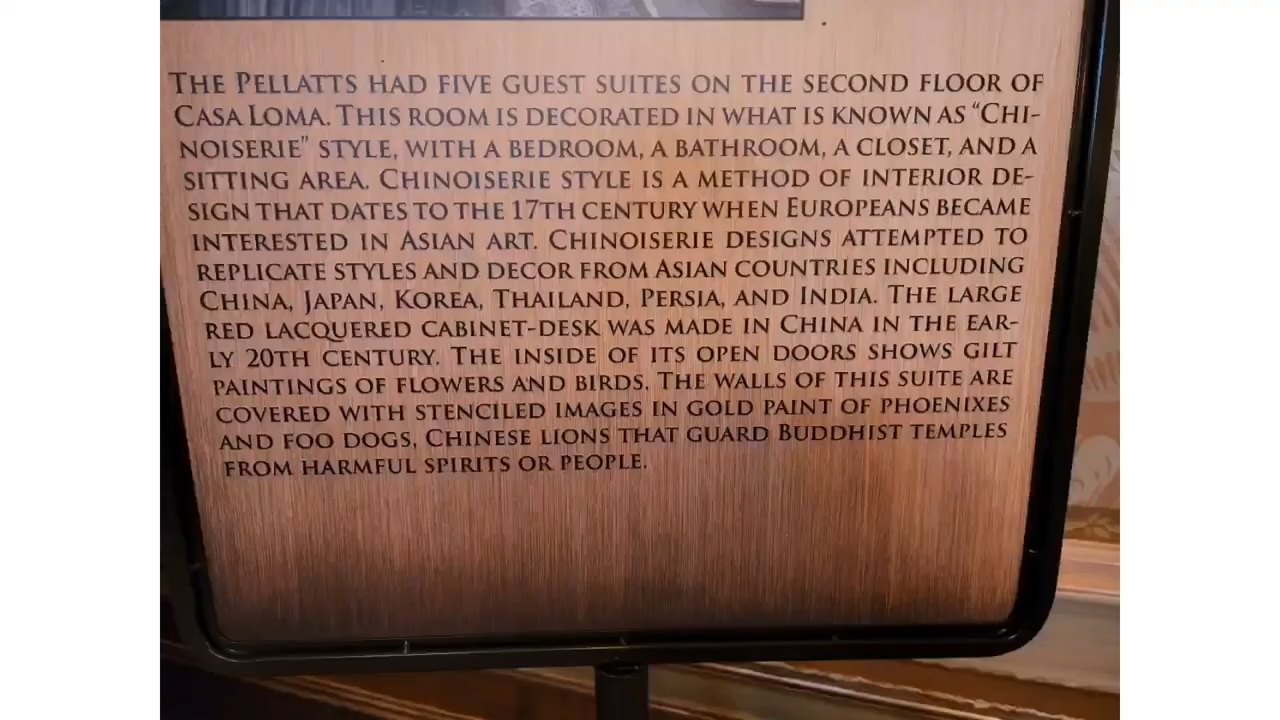 THE PELLATTS HAD FIVE GUEST SUITES ON THE SECOND FLOOR OF
CASA LOMA. THIS ROOM IS DECORATED IN WHAT IS KNOWN AS “CHI-
NOISERIE” STYLE, WITH A BEDROOM, A BATHROOM, A CLOSET, AND A
SITTING AREA. CHINOISERIE STYLE IS A METHOD OF INTERIOR DE-
SIGN THAT DATES TO THE 17TH CENTURY WHEN EUROPEANS BECAME
INTERESTED IN ASIAN ART. CHINOISERIE DESIGNS ATTEMPTED TO
REPLICATE STYLES AND DECOR FROM ASIAN COUNTRIES INCLUDING
CHINA, JAPAN, KOREA, THAILAND, PERSIA, AND INDIA. THE LARGE
RED LACQUERED CABINET-DESK WAS MADE IN CHINA IN THE EAR-
LY 20TH CENTURY. THE INSIDE OF ITS OPEN DOORS SHOWS GILT
PAINTINGS OF FLOWERS AND BIRDS. THE WALLS OF THIS SUITE ARE
COVERED WITH STENCILED IMAGES IN GOLD PAINT OF PHOENIXES
AND FOO DOGS, CHINESE LIONS THAT GUARD BUDDHIST TEMPLES
FROM HARMFUL SPIRITS OR PEOPLE.